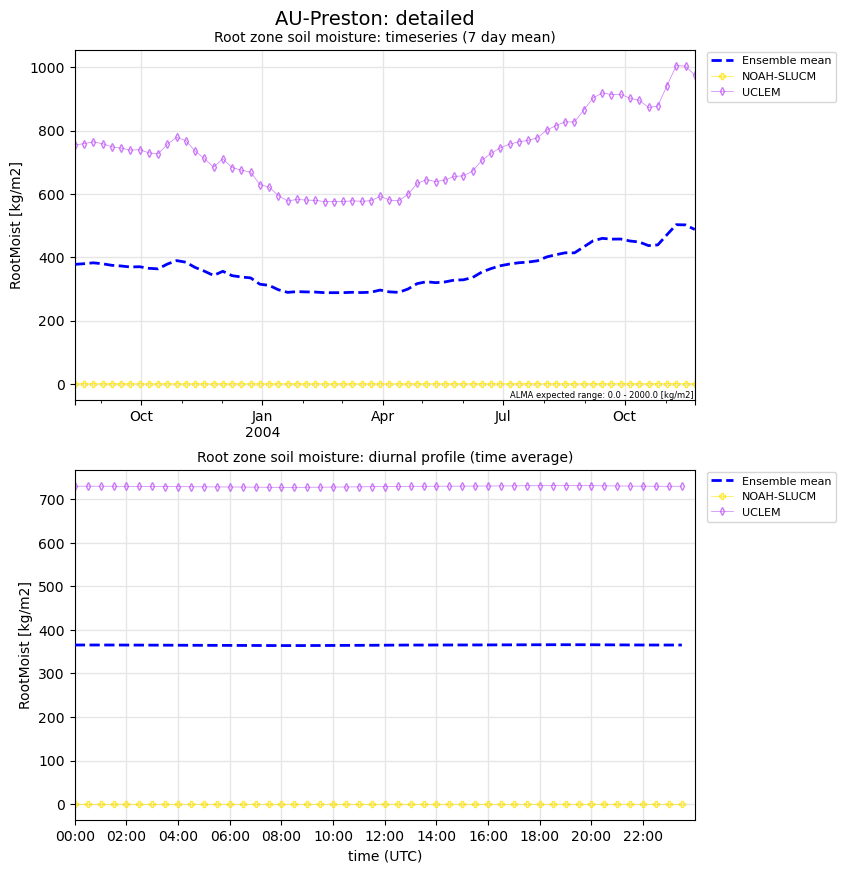 AU-Preston: detailed
Root zone soil moisture: timeseries (7 day mean)
1000
800
600
400
200
0
RootMoist [kg/m2]
Oct
Jan
2004
Apr
Jul
Oct
ALMA expected range: 0.0 - 2000.0 [kg/m2]
Ensemble mean
NOAH-SLUCM
UCLEM
Root zone soil moisture: diurnal profile (time average)
700
600
500
400
300
200
100
0
RootMoist [kg/m2]
00:00 02:00 04:00 06:00 08:00 10:00 12:00 14:00 16:00 18:00 20:00 22:00
time (UTC)
Ensemble mean
NOAH-SLUCM
UCLEM